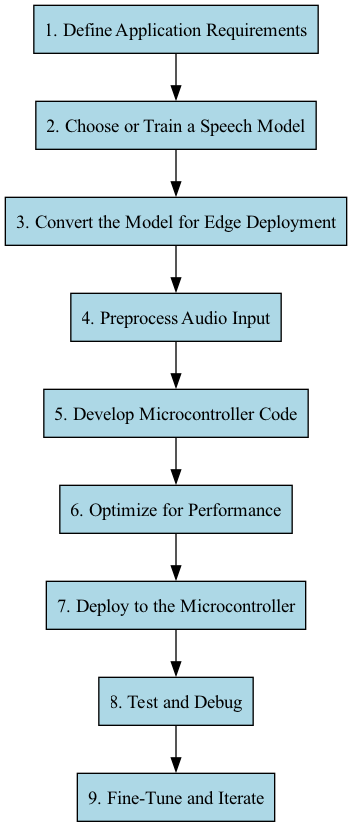 1. Define Application Requirements
2. Choose or Train a Speech Model
3. Convert the Model for Edge Deployment
4. Preprocess Audio Input
5. Develop Microcontroller Code
6. Optimize for Performance
7. Deploy to the Microcontroller
8. Test and Debug
9. Fine-Tune and Iterate